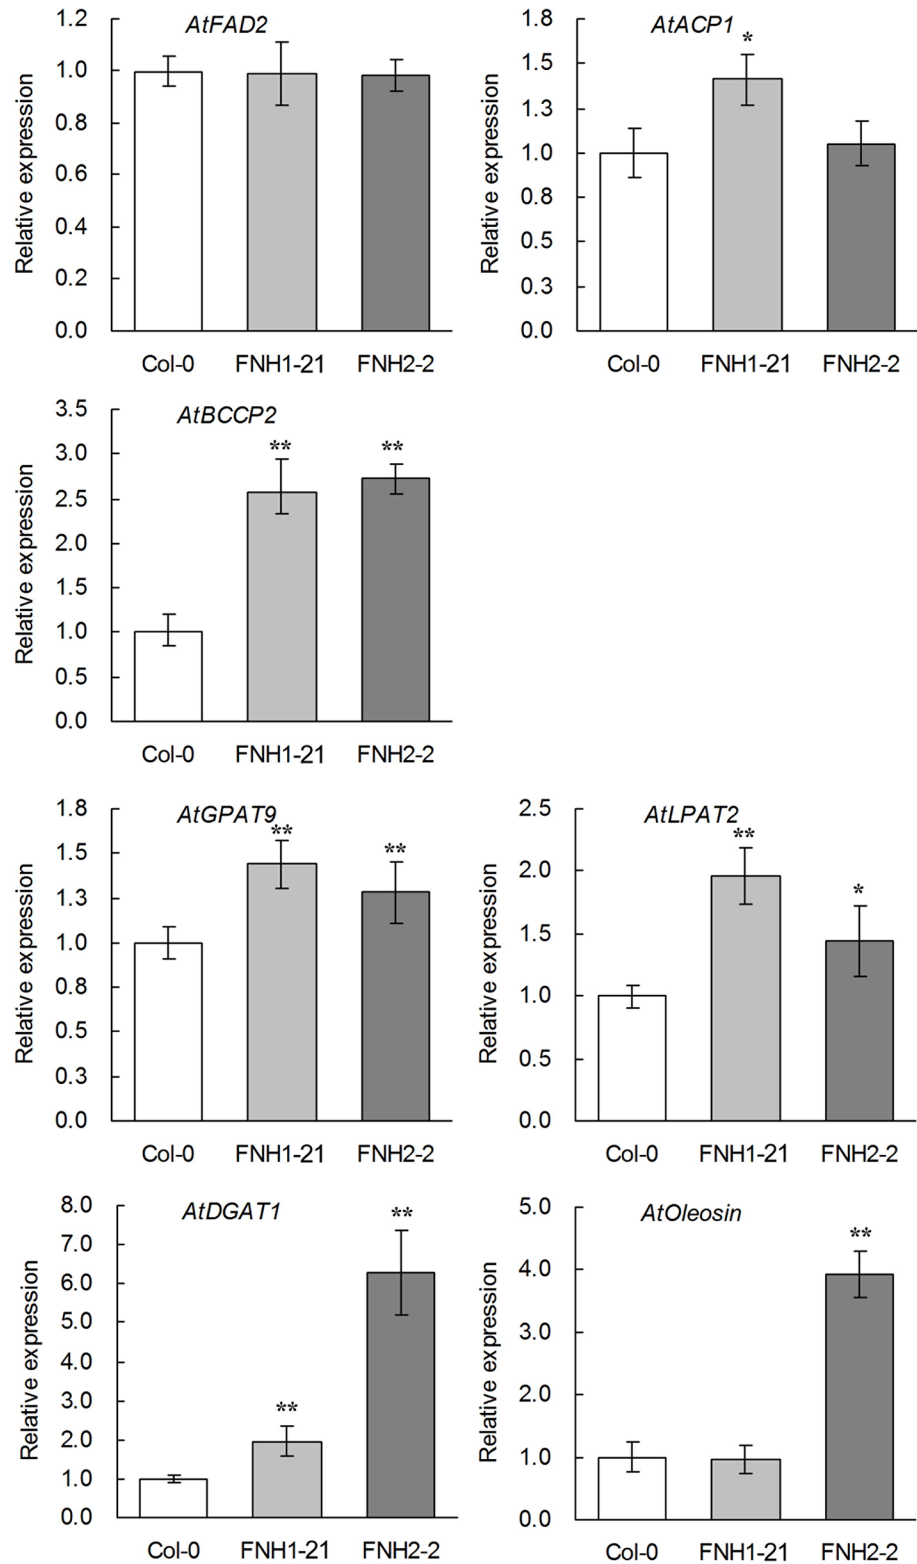 AtFAD2
Relative expression
1.2
1.0
0.8
0.6
0.4
0.2
0.0
Col-0 FNH1-21 FNH2-2
AtACP1
Relative expression
1.8
1.5
1.3
1.0
0.8
0.5
0.3
0.0
*
Col-0 FNH1-21 FNH2-2
AtBCCP2
Relative expression
3.5
3.0
2.5
2.0
1.5
1.0
0.5
0.0
** **
Col-0 FNH1-21 FNH2-2
AtGPAT9
Relative expression
1.8
1.5
1.3
1.0
0.8
0.5
0.3
0.0
** **
Col-0 FNH1-21 FNH2-2
AtLPAT2
Relative expression
2.5
2.0
1.5
1.0
0.5
0.0
** *
Col-0 FNH1-21 FNH2-2
AtDGAT1
Relative expression
8.0
7.0
6.0
5.0
4.0
3.0
2.0
1.0
0.0
** **
Col-0 FNH1-21 FNH2-2
AtOleosin
Relative expression
5.0
4.0
3.0
2.0
1.0
0.0
**
Col-0 FNH1-21 FNH2-2